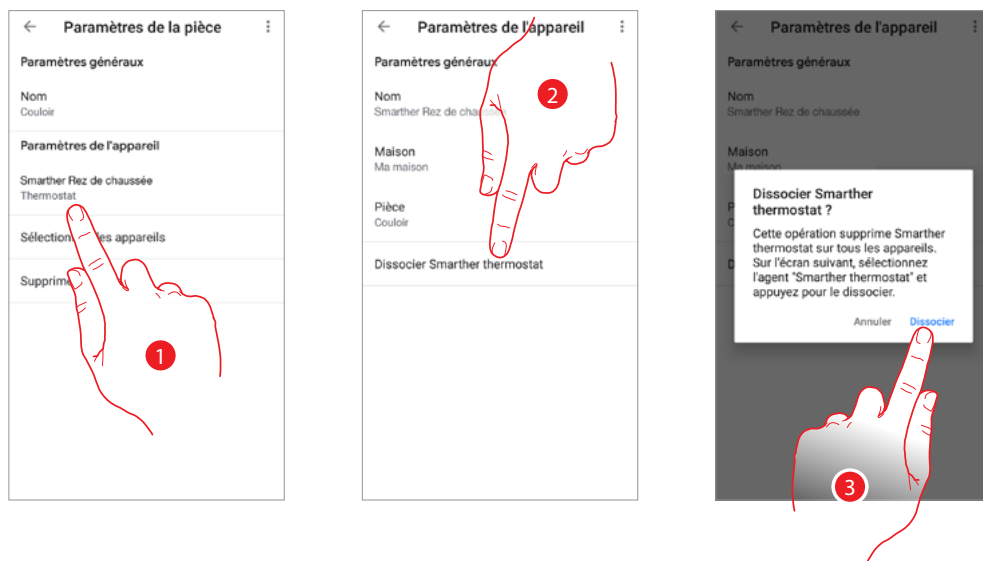 Paramètres de la pièce
Paramètres généraux
Nom
Couloir
Paramètres de l'appareil
Smarther Rez de chaussée
Thermostat
les appareils
1
Paramètres de l'appareil
Paramètres généraux
Nom
Smarther Rez de
Maison
Ma maison
Pièce
Couloir
Dissocier Smarther thermostat
2
Paramètres de l'appareil
Paramètres généraux
Nom
Smarther Rez de chaussée
Maison
Ma maison
Dissocier Smarther
thermostat ?
Cette opération supprime Smarther
thermostat sur tous les appareils.
Sur l'écran suivant, sélectionnez
l'agent "Smarther thermostat" et
appuyez pour le dissocier.
Annuler Dissocier
3